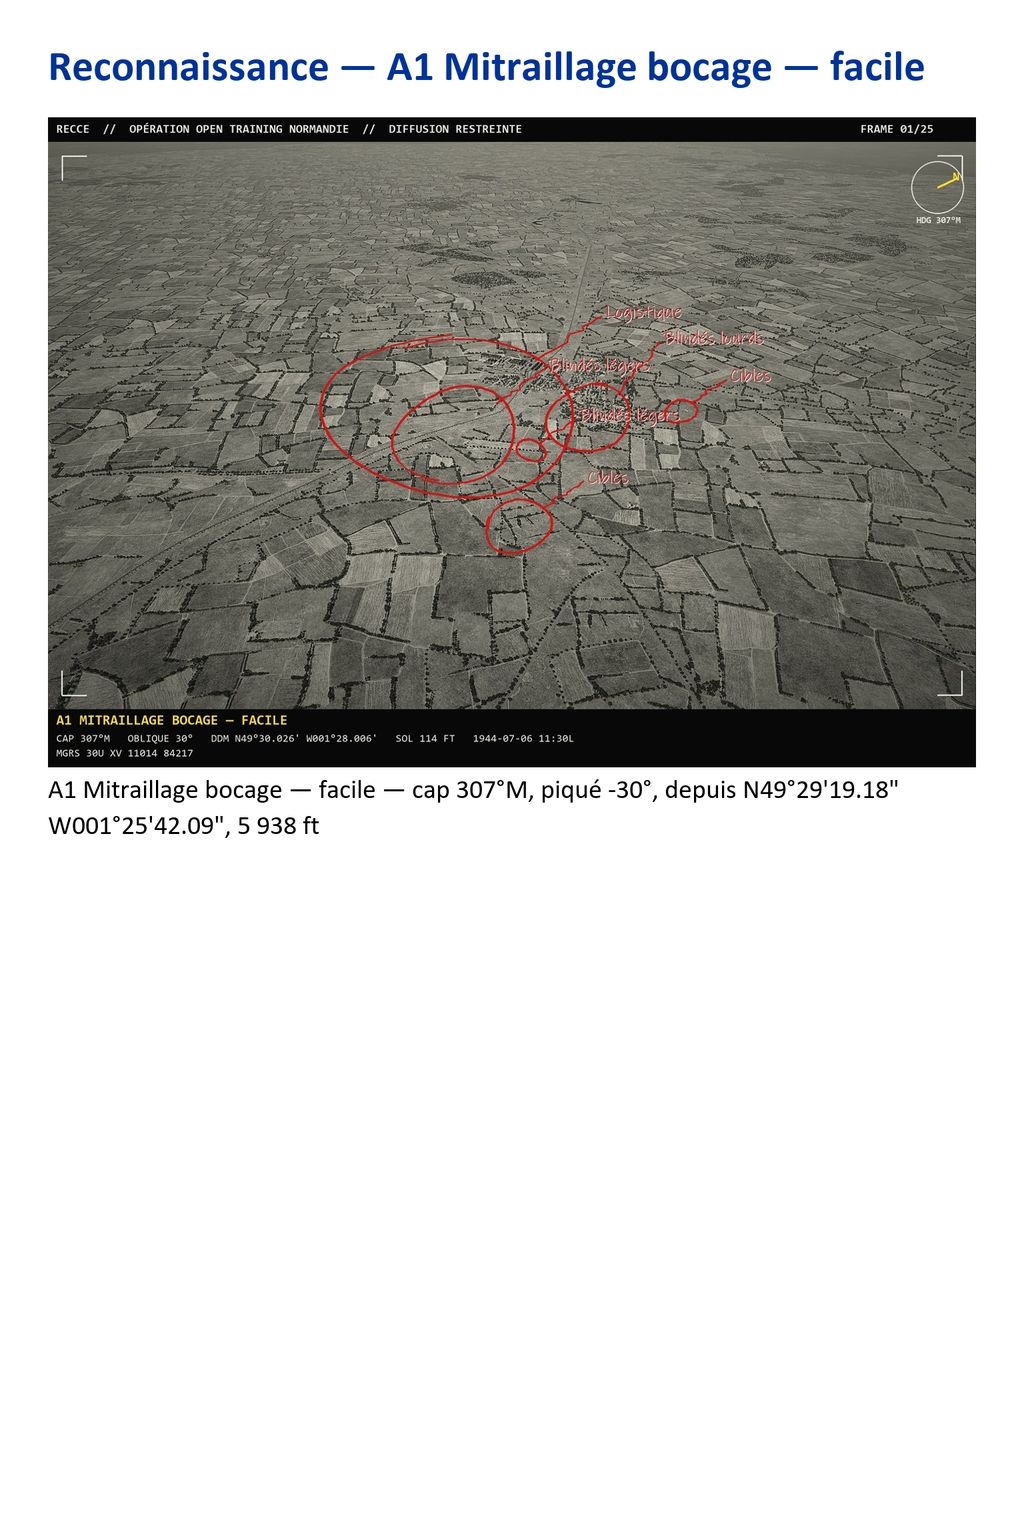 Reconnaissance — A1 Mitraillage bocage — facile
RECCE // OPÉRATION OPEN TRAINING NORMANDIE // DIFFUSION RESTREINTE FRAME 01/25
N
HDG 307°M
Logistique
Blindés lourds
Blindés légers
Cibles
Blindés légers
Cibles
A1 MITRAILLAGE BOCAGE — FACILE
CAP 307°M OBLIQUE 30° DDM N49°30.026' W001°28.006' SOL 114 FT 1944-07-06 11:30L
MGRS 30U XV 11014 84217
A1 Mitraillage bocage — facile — cap 307°M, piqué -30°, depuis N49°29'19.18"
W001°25'42.09", 5 938 ft